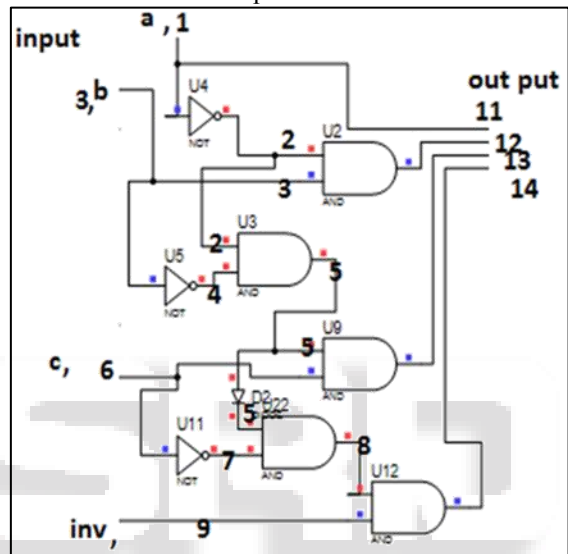 a , 1
input
U4
out put
3,b
11
NOT
2
U2
12
13
3
14
AND
U3
2
U5
5
4
AND
NOT
5
U9
c, 6
D2
AND
5
U22
U11
8
7
U12
NOT
AND
inv, 9
AND